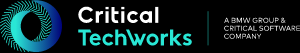 Critical
TechWorks
A BMW GROUP &
CRITICAL SOFTWARE
COMPANY